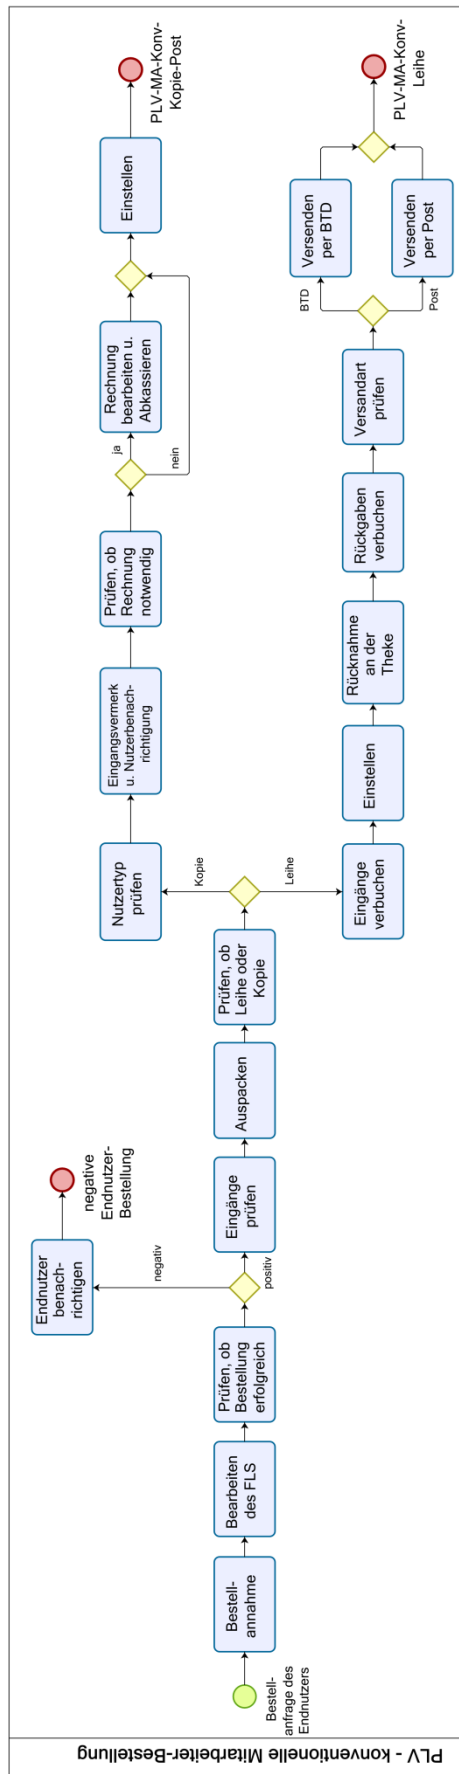 PLV - konventionelle Mitarbeiter-Bestellung
Bestell-
anfrage des
Endnutzers
Bestell-
annahme
Bearbeiten
des FLS
Prüfen, ob
Bestellung
erfolgreich
negativ
positiv
Endnutzer
benach-
richtigen
negative
Endnutzer-
Bestellung
Eingänge
prüfen
Auspacken
Prüfen, ob
Leihe oder
Kopie
Kopie
Leihe
Nutzertyp
prüfen
Eingangsvermerk
u. Nutzerbenach-
richtigung
Prüfen, ob
Rechnung
notwendig
ja
nein
Rechnung
bearbeiten u.
Abkassieren
Einstellen
PLV-MA-Konv-
Kopie-Post
Eingänge
verbuchen
Einstellen
Rücknahme
an der
Theke
Rückgaben
verbuchen
Versandart
prüfen
BTD
Post
Versenden
per BTD
Versenden
per Post
PLV-MA-Konv-
Leihe